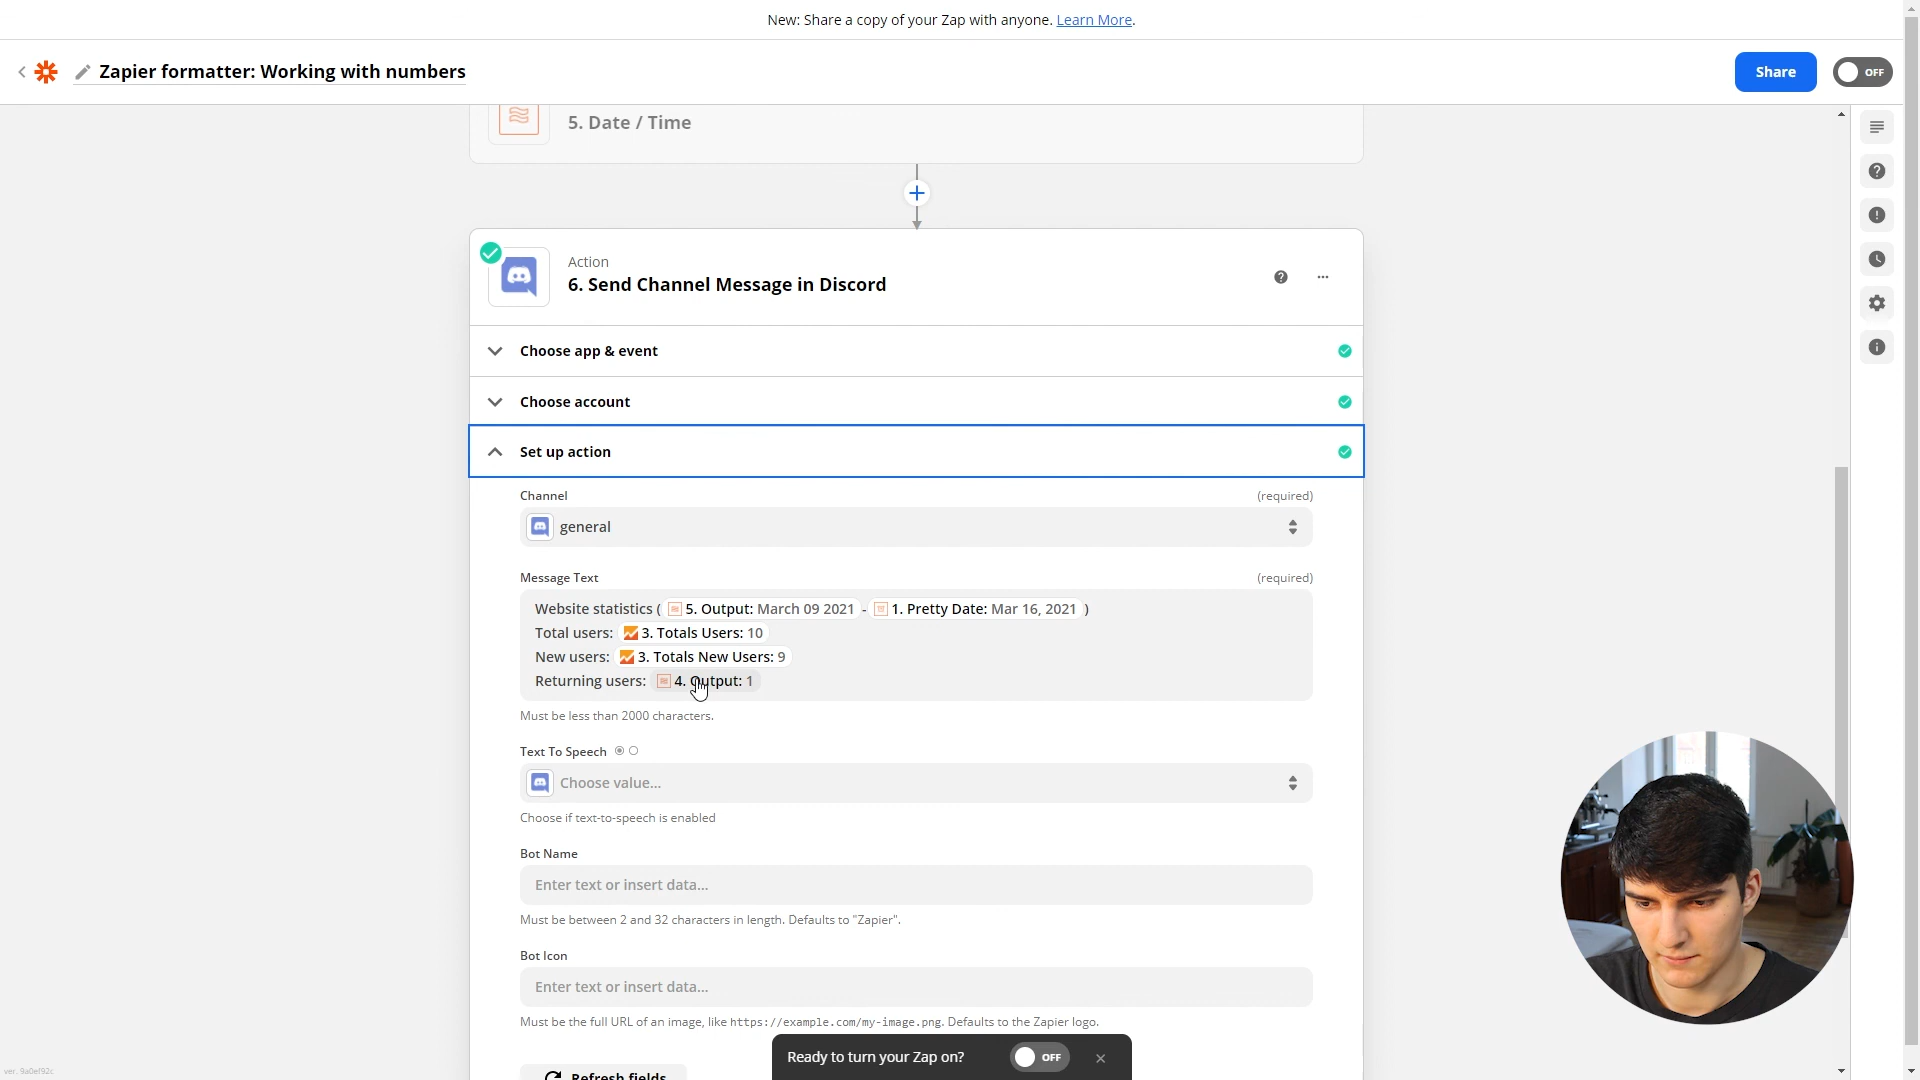 New: Share a copy of your Zap with anyone. Learn More.
Zapier formatter: Working with numbers
Share
OFF
5. Date / Time
Action
6. Send Channel Message in Discord
Choose app & event
Choose account
Set up action
Channel (required)
general
Message Text (required)
Website statistics ( 5. Output: March 09 2021 - 1. Pretty Date: Mar 16, 2021 )
Total users: 3. Totals Users: 10
New users: 3. Totals New Users: 9
Returning users: 4. Output: 1
Must be less than 2000 characters.
Text To Speech
Choose value...
Choose if text-to-speech is enabled
Bot Name
Enter text or insert data...
Must be between 2 and 32 characters in length. Defaults to "Zapier".
Bot Icon
Enter text or insert data...
Must be the full URL of an image, like https://example.com/my-image.png. Defaults to the Zapier logo.
Ready to turn your Zap on? OFF
Refresh fields
ver. 9a0ef92c